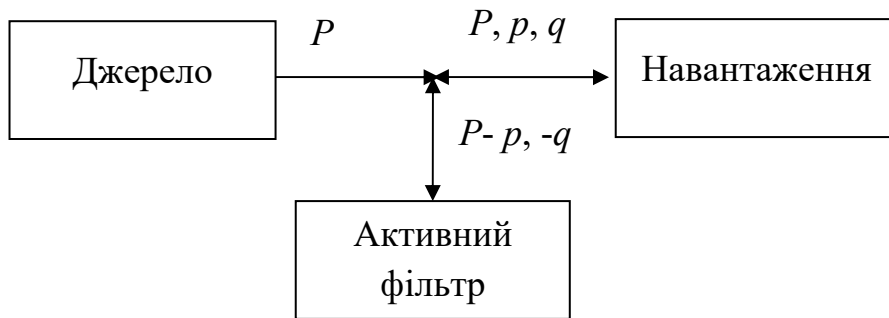 P
P, p, q
Джерело
Навантаження
P- p, -q
Активний
фільтр